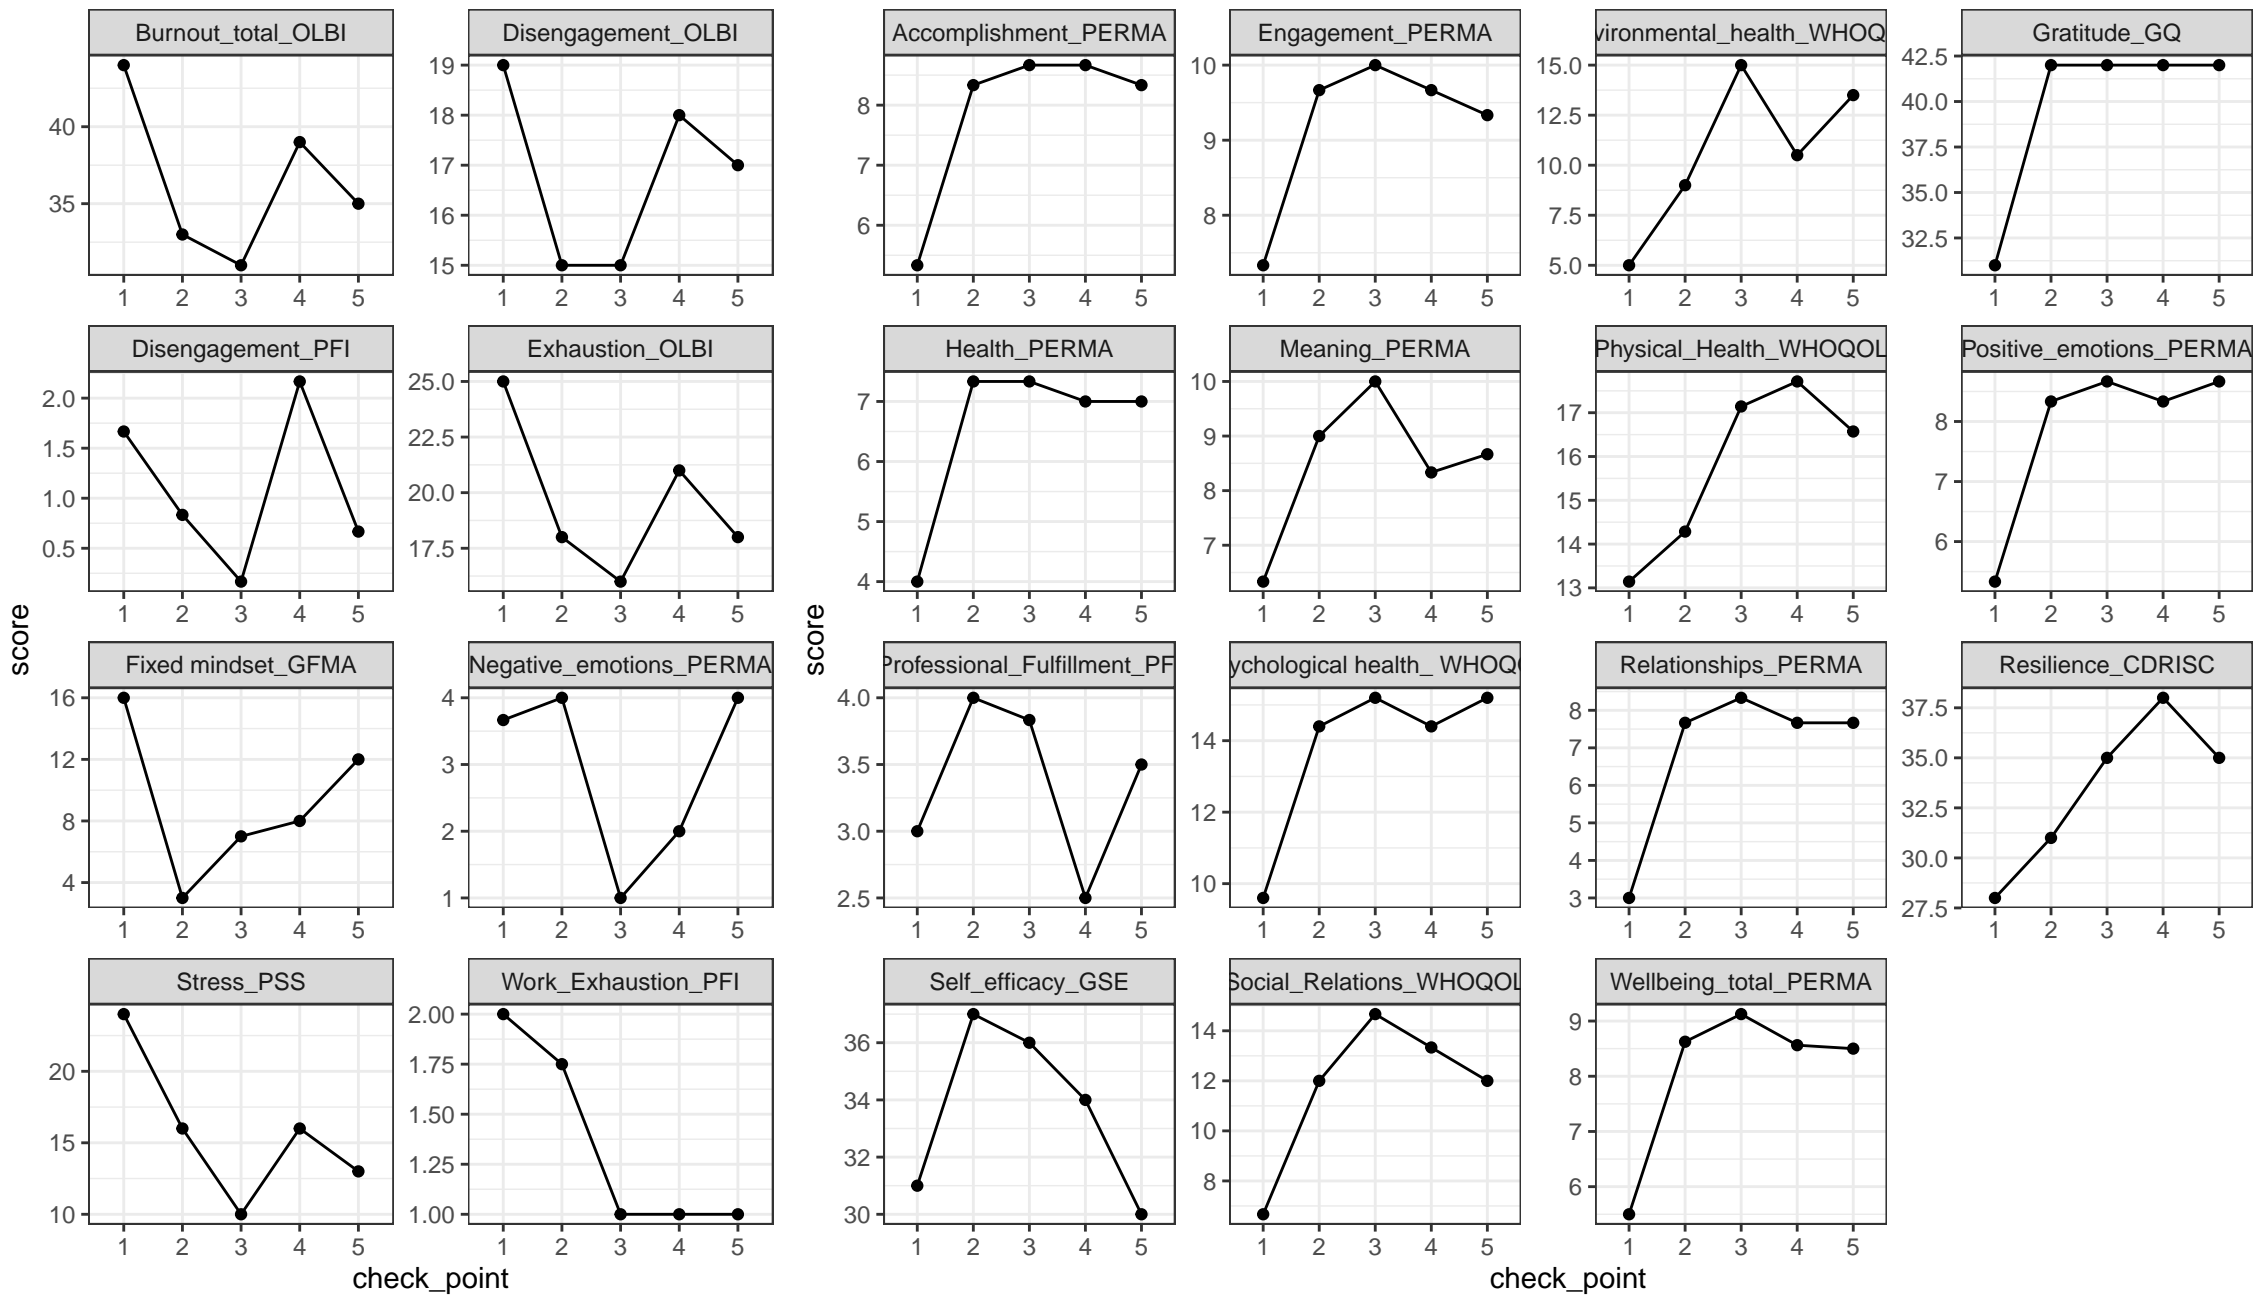 Burnout_total_OLBI
Disengagement_OLBI
40
35
1 2 3 4 5
19
18
17
16
15
1 2 3 4 5
Disengagement_PFI
Exhaustion_OLBI
2.0
1.5
1.0
0.5
1 2 3 4 5
25.0
22.5
20.0
17.5
1 2 3 4 5
score
Fixed mindset_GFMA
Negative_emotions_PERMA
16
12
8
4
1 2 3 4 5
4
3
2
1
1 2 3 4 5
Stress_PSS
Work_Exhaustion_PFI
20
15
10
1 2 3 4 5
2.00
1.75
1.50
1.25
1.00
1 2 3 4 5
check_point
Accomplishment_PERMA
Engagement_PERMA
vironmental_health_WHOQ
Gratitude_GQ
8
7
6
1 2 3 4 5
10
9
8
1 2 3 4 5
15.0
12.5
10.0
7.5
5.0
1 2 3 4 5
42.5
40.0
37.5
35.0
32.5
1 2 3 4 5
Health_PERMA
Meaning_PERMA
Physical_Health_WHOQOL
Positive_emotions_PERMA
7
6
5
4
1 2 3 4 5
10
9
8
7
1 2 3 4 5
17
16
15
14
13
1 2 3 4 5
8
7
6
1 2 3 4 5
score
Professional_Fulfillment_PF
ychological health_ WHOQ
Relationships_PERMA
Resilience_CDRISC
4.0
3.5
3.0
2.5
1 2 3 4 5
14
12
10
1 2 3 4 5
8
7
6
5
4
3
1 2 3 4 5
37.5
35.0
32.5
30.0
27.5
1 2 3 4 5
Self_efficacy_GSE
Social_Relations_WHOQOL
Wellbeing_total_PERMA
36
34
32
30
1 2 3 4 5
14
12
10
8
1 2 3 4 5
9
8
7
6
1 2 3 4 5
check_point